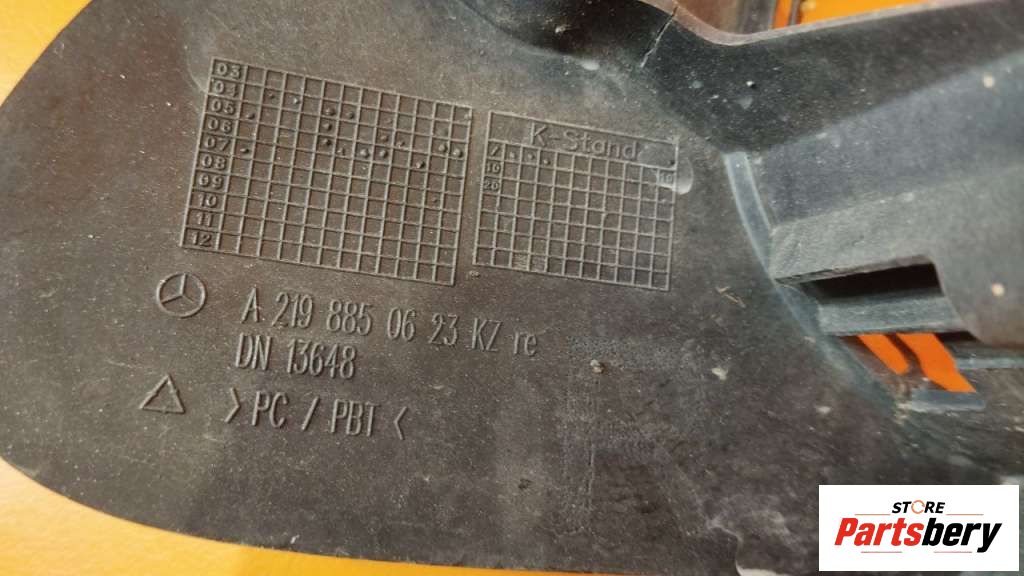 03
04
05
06
07
08
09
10
11
12
K-Stand
A 219 885 06 23 KZ re
DN 13648
>PC / PBT<
STORE
Partsbery